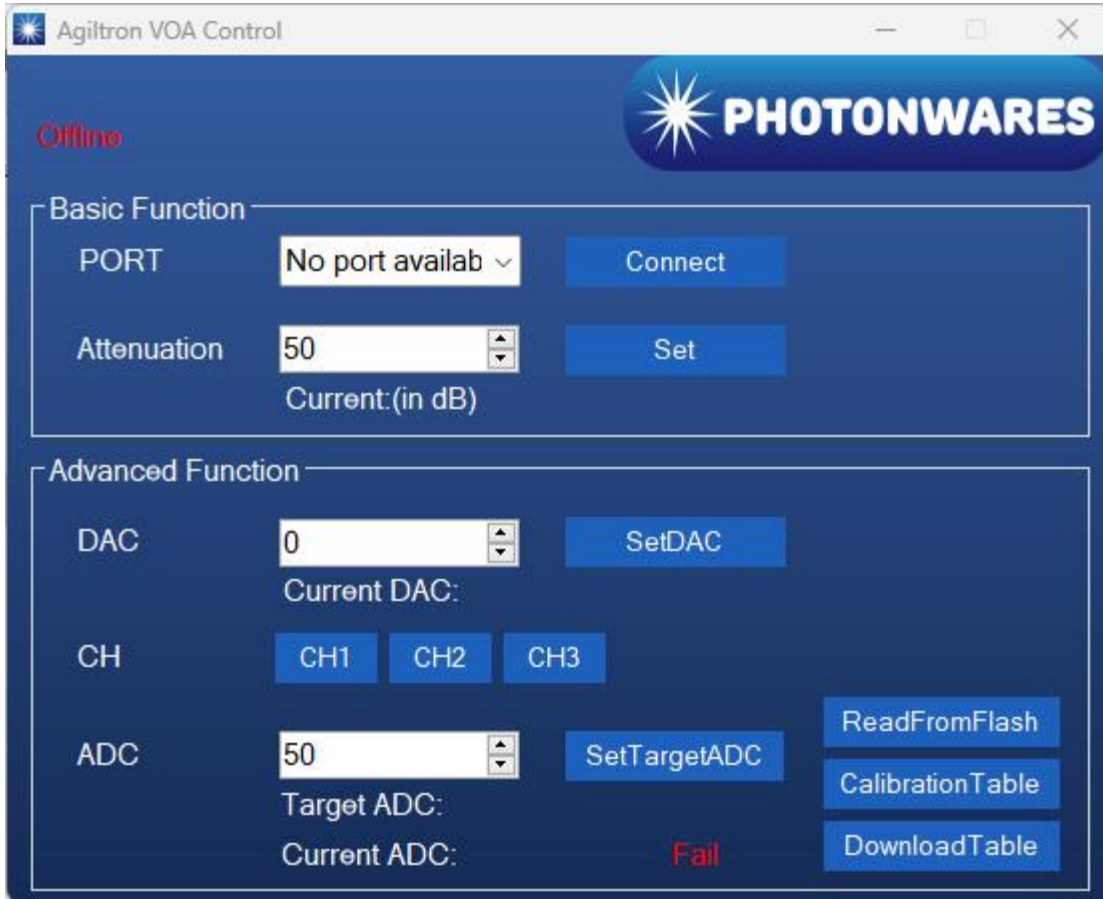 Agiltron VOA Control
PHOTONWARES
Offline
Basic Function
PORT No port availab Connect
Attenuation 50 Set
Current:(in dB)
Advanced Function
DAC 0 SetDAC
Current DAC:
CH CH1 CH2 CH3
ReadFromFlash
ADC 50 SetTargetADC
CalibrationTable
Target ADC:
Current ADC: Fail DownloadTable